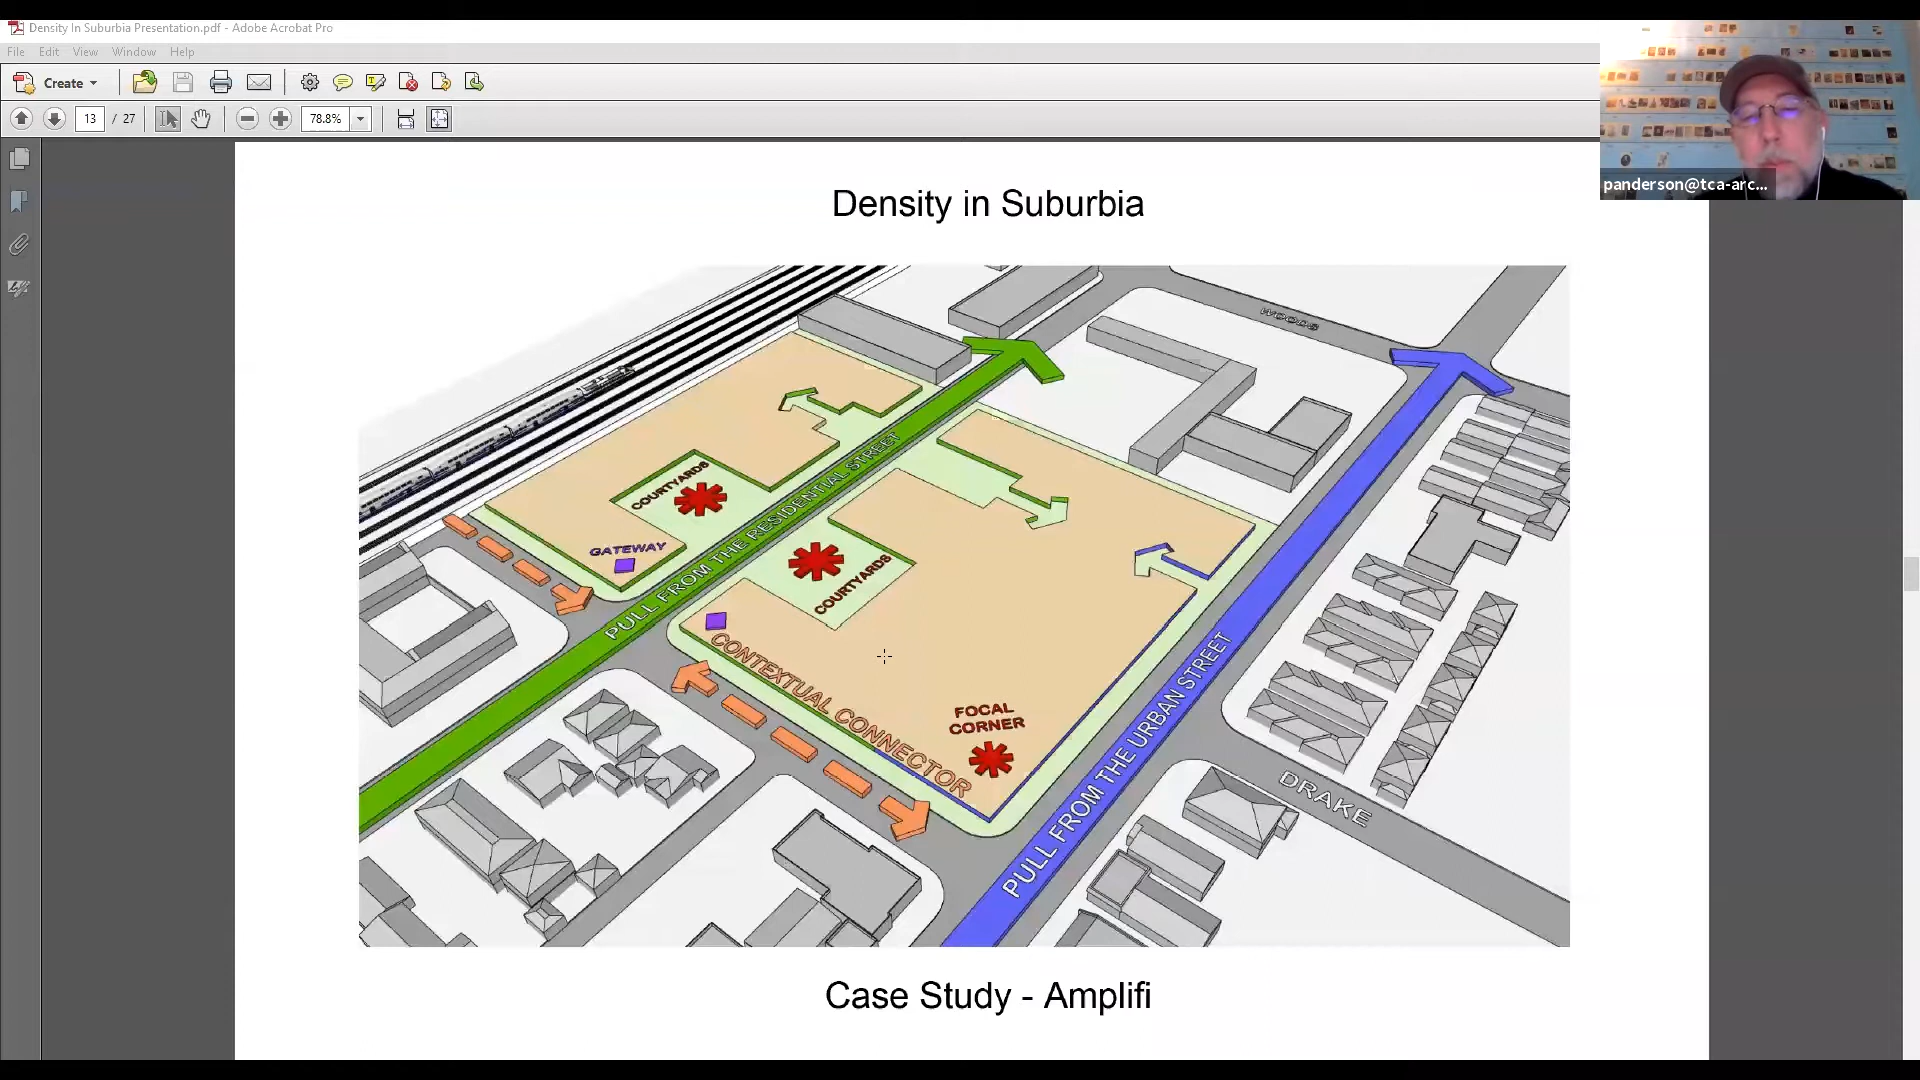 Density In Suburbia Presentation.pdf - Adobe Acrobat Pro
File Edit View Window Help
Create
13 / 27
78.8%
panderson@tca-arc...
Density in Suburbia
WOODS
COURTYARDS
GATEWAY
PULL FROM THE RESIDENTIAL STREET
COURTYARDS
CONTEXTUAL CONNECTOR
FOCAL
CORNER
PULL FROM THE URBAN STREET
DRAKE
Case Study - Amplifi